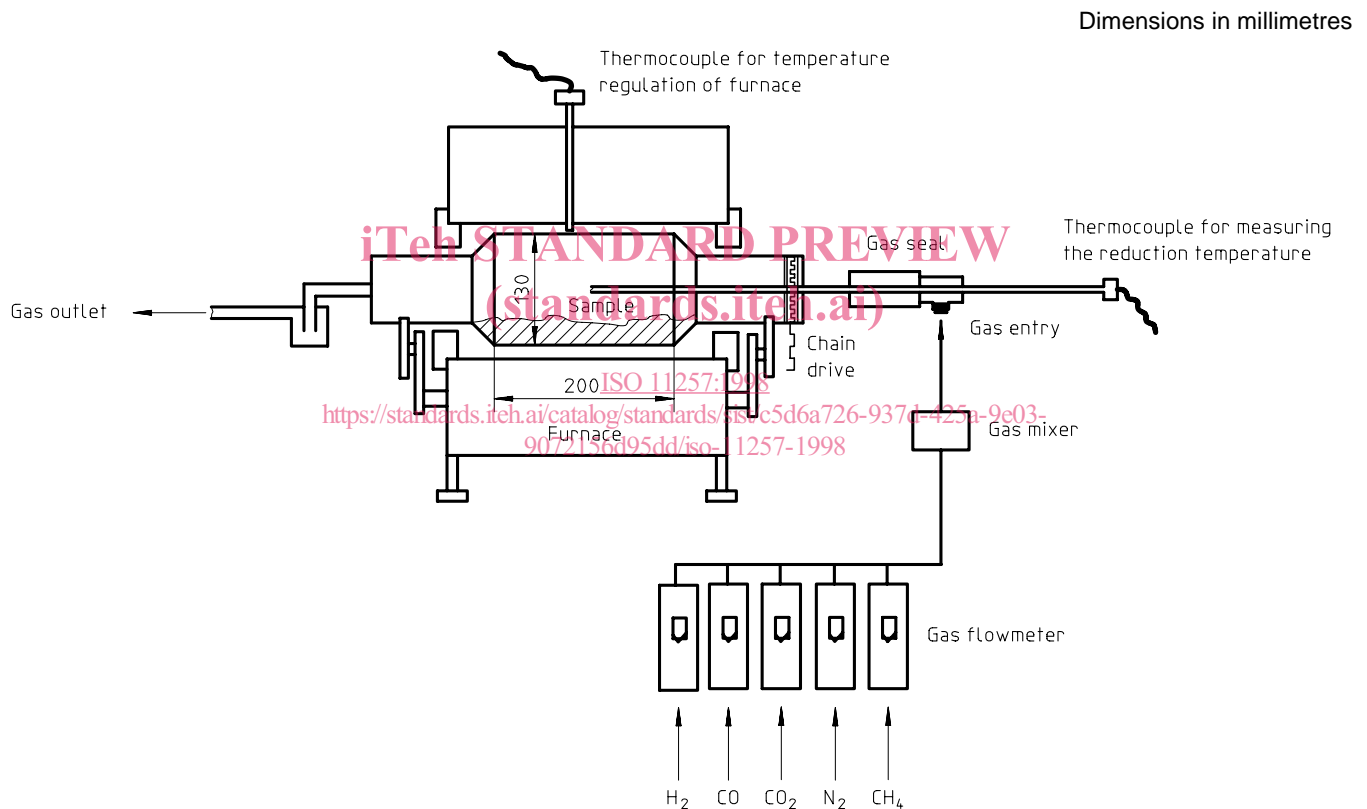 Dimensions in millimetres
Thermocouple for temperature
regulation of furnace
iTeh STANDARD PREVIEW
(standards.iteh.ai)
Gas seal
Thermocouple for measuring
the reduction temperature
130
Sample
Gas outlet
Gas entry
Chain
drive
200
ISO 11257:1998
https://standards.iteh.ai/catalog/standards/sist/c5d6a726-937d-425a-9e03-
9072156d95dd/iso-11257-1998
Furnace
Gas mixer
Gas flowmeter
H₂ CO CO₂ N₂ CH₄